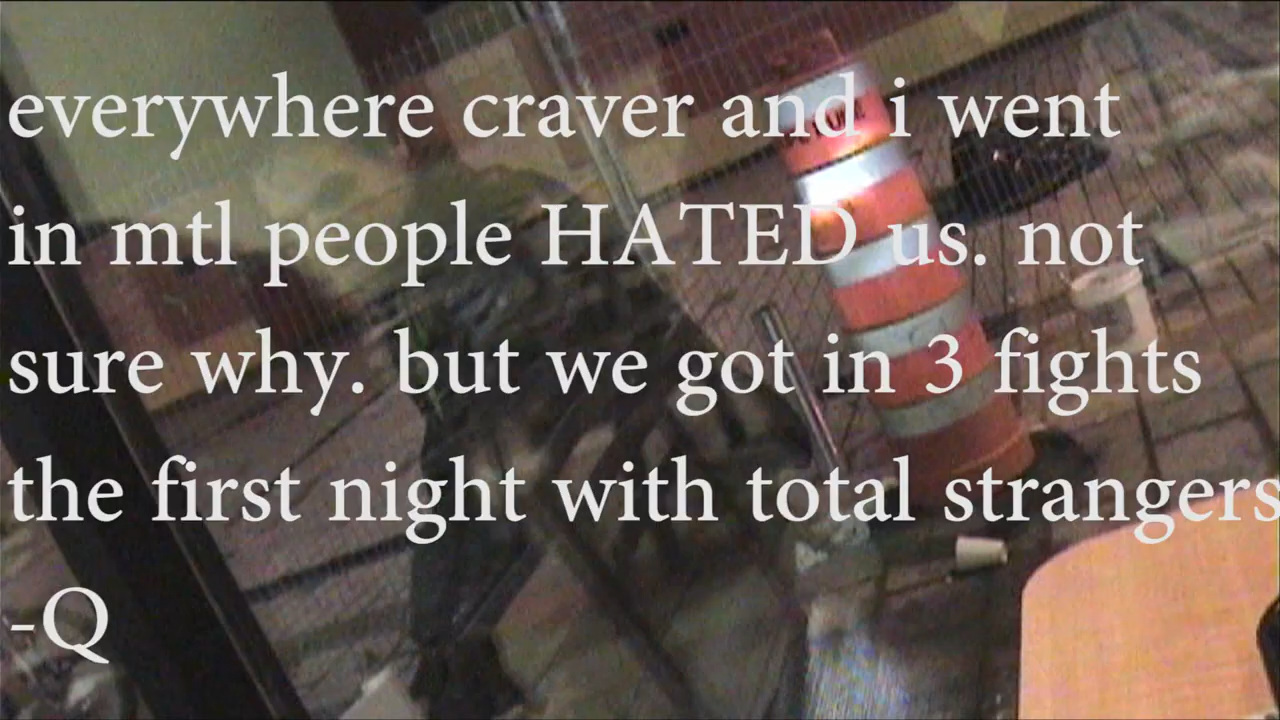 everywhere craver and i went
in mtl people HATED us. not
sure why. but we got in 3 fights
the first night with total strangers
-Q